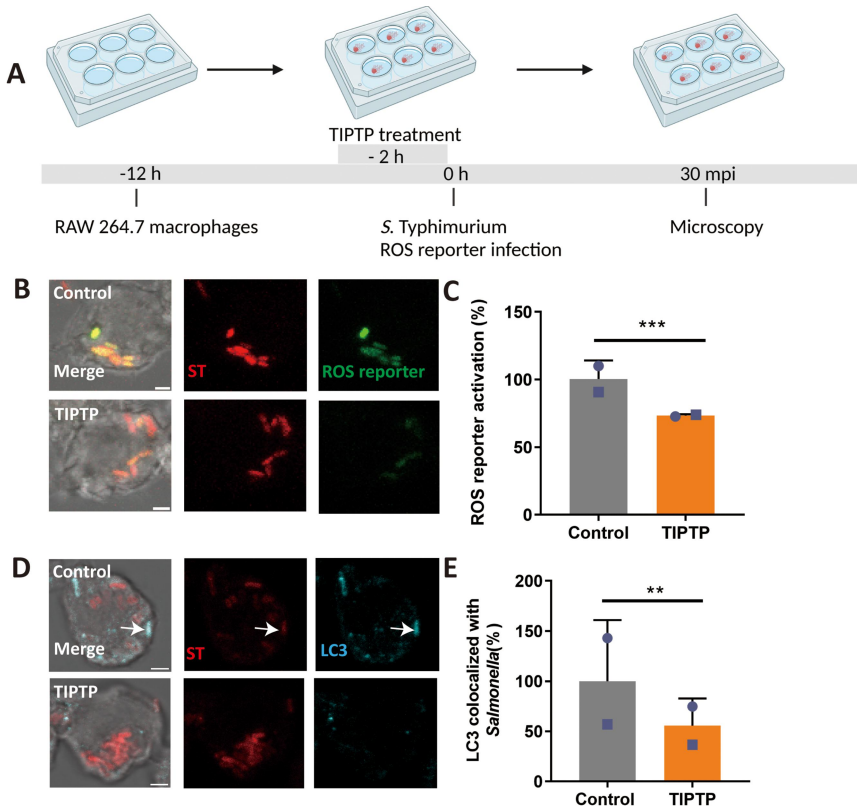 A
TIPTP treatment
- 2 h
-12 h
0 h
30 mpi
RAW 264.7 macrophages
S. Typhimurium
ROS reporter infection
Microscopy
B
Control
Merge
ST
ROS reporter
TIPTP
C
ROS reporter activation (%)
150
100
50
0
***
Control
TIPTP
D
Control
Merge
ST
LC3
TIPTP
E
LC3 colocalized with
Salmonella(%)
200
150
100
50
0
**
Control
TIPTP